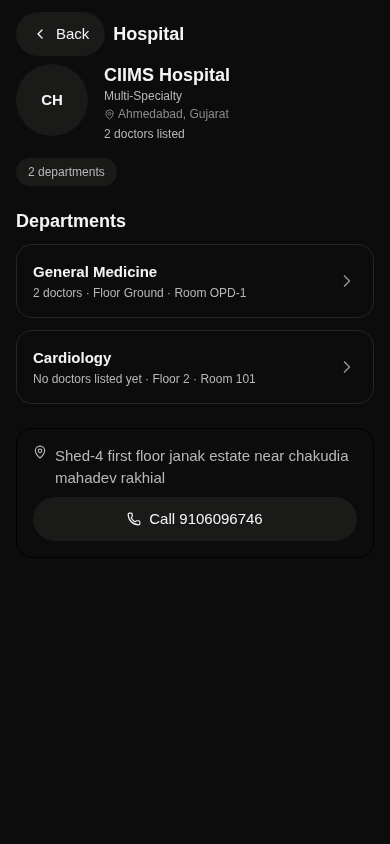 Back
Hospital
CH
CIIMS Hospital
Multi-Specialty
Ahmedabad, Gujarat
2 doctors listed
2 departments
Departments
General Medicine
2 doctors · Floor Ground · Room OPD-1
Cardiology
No doctors listed yet · Floor 2 · Room 101
Shed-4 first floor janak estate near chakudia
mahadev rakhial
Call 9106096746